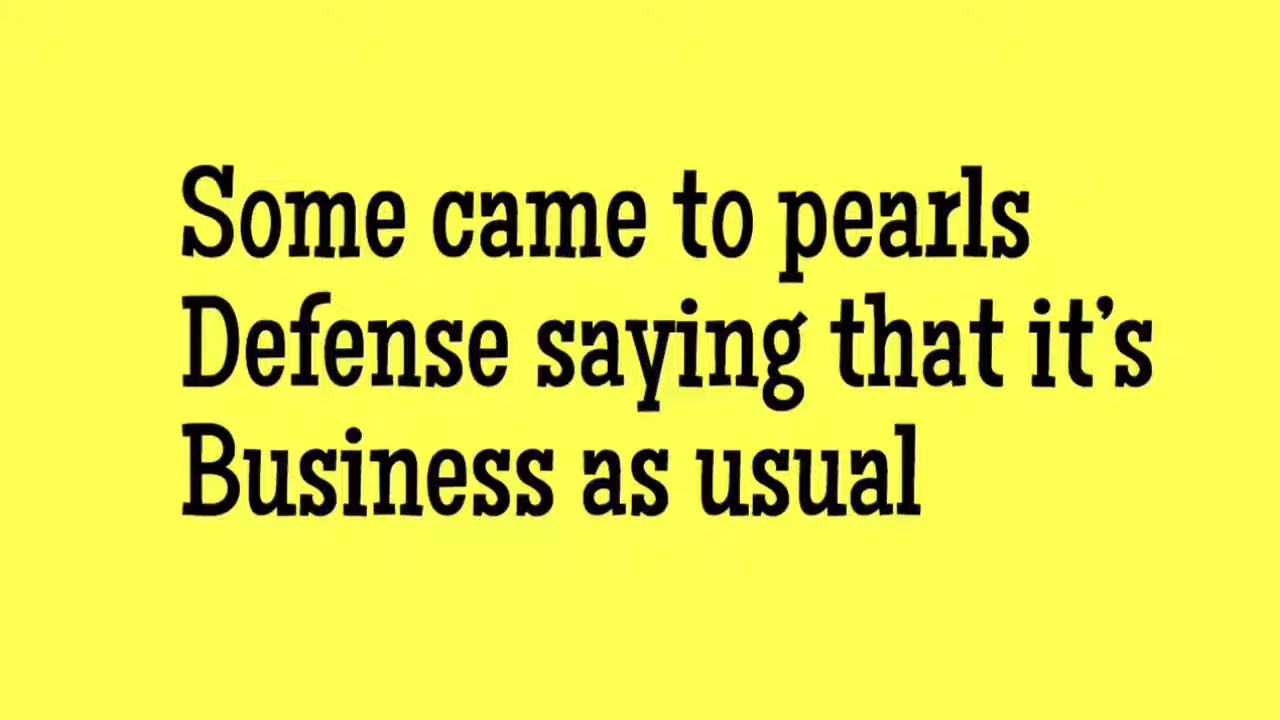 Some came to pearls
Defense saying that it’s
Business as usual